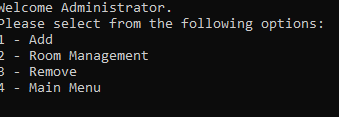 Welcome Administrator.
Please select from the following options:
1 - Add
2 - Room Management
3 - Remove
4 - Main Menu